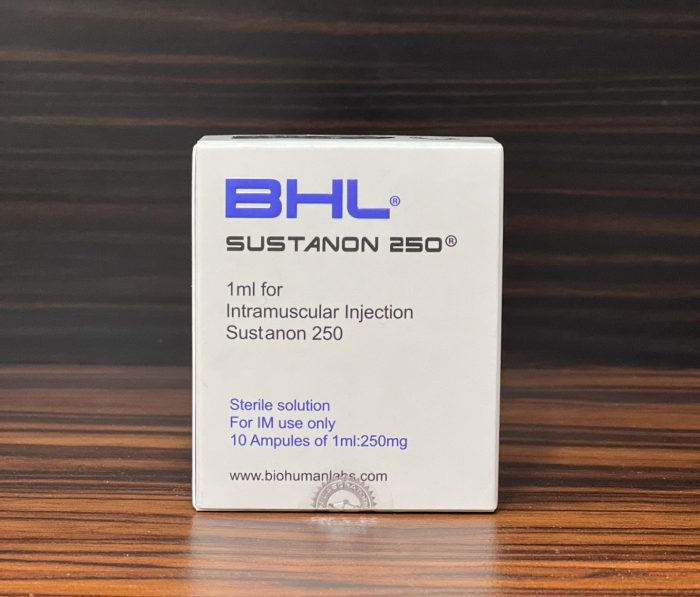 BHL®
SUSTANON 250®
1ml for
Intramuscular Injection
Sustanon 250
Sterile solution
For IM use only
10 Ampules of 1ml:250mg
www.biohumanlabs.com